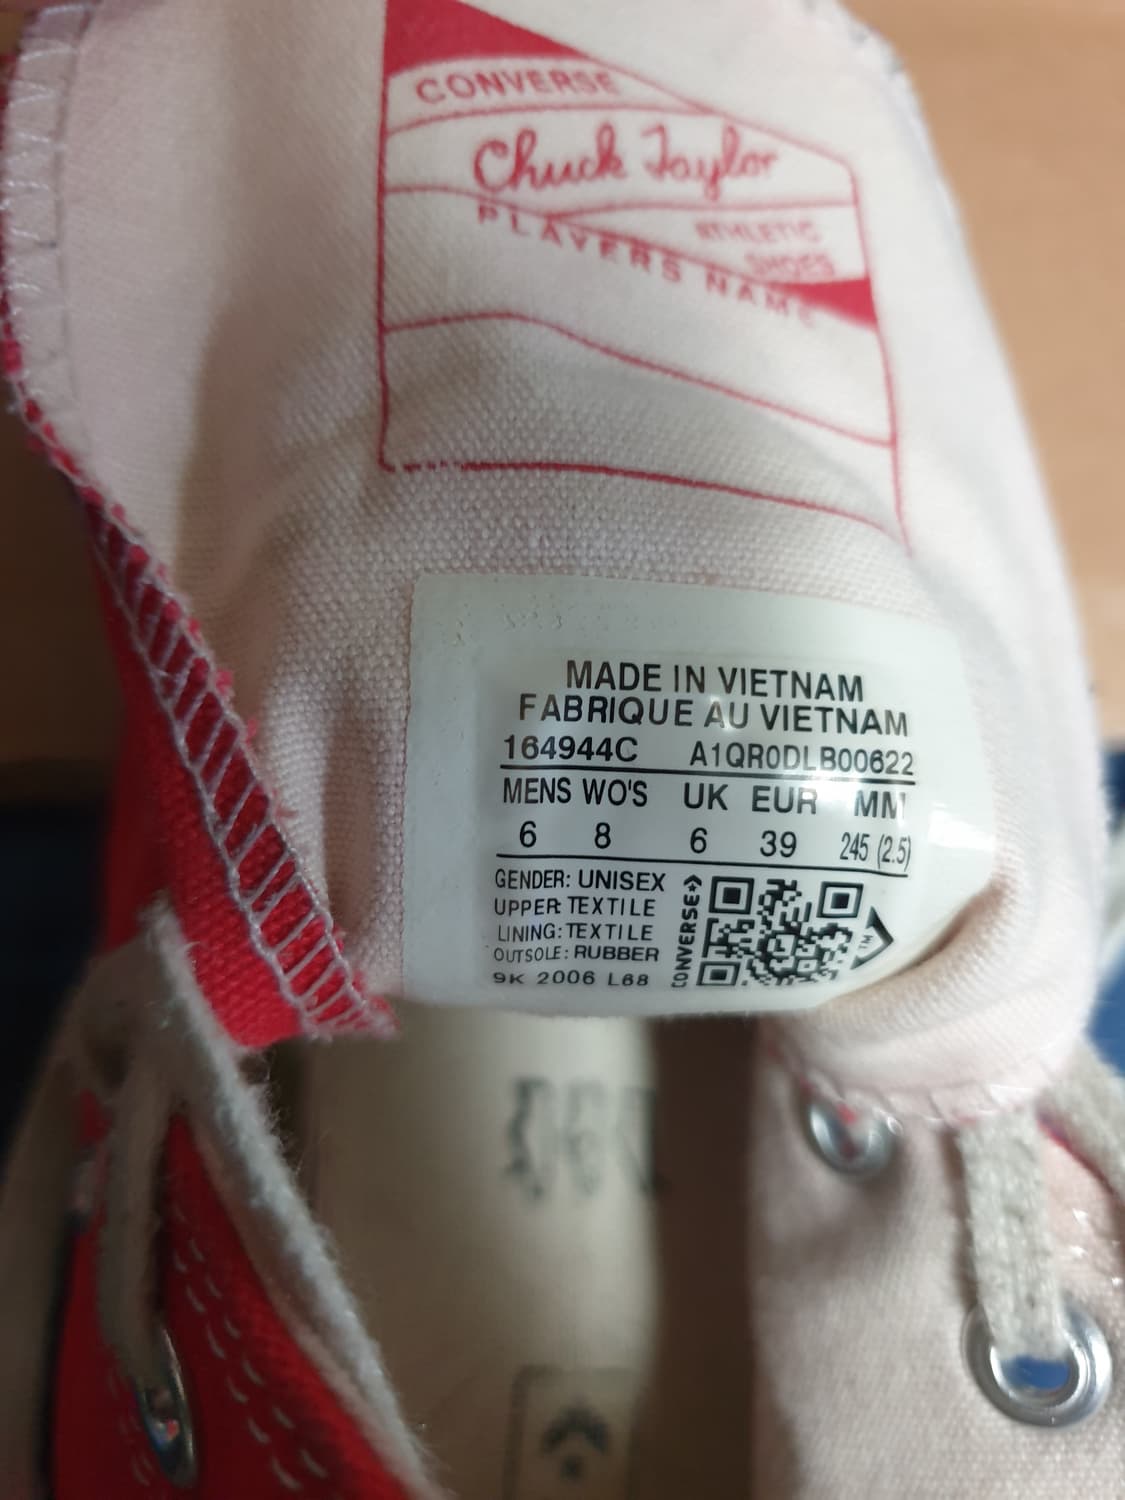 CONVERSE
Chuck Taylor
ATHLETIC
SHOES
PLAYERS NAME
MADE IN VIETNAM
FABRIQUE AU VIETNAM
164944C A1QR0DLB00622
MENS WO'S UK EUR MM
6 8 6 39 245 (2.5)
GENDER: UNISEX
UPPER: TEXTILE
LINING: TEXTILE
OUTSOLE: RUBBER
9K 2006 L68
CONVERSE
TM